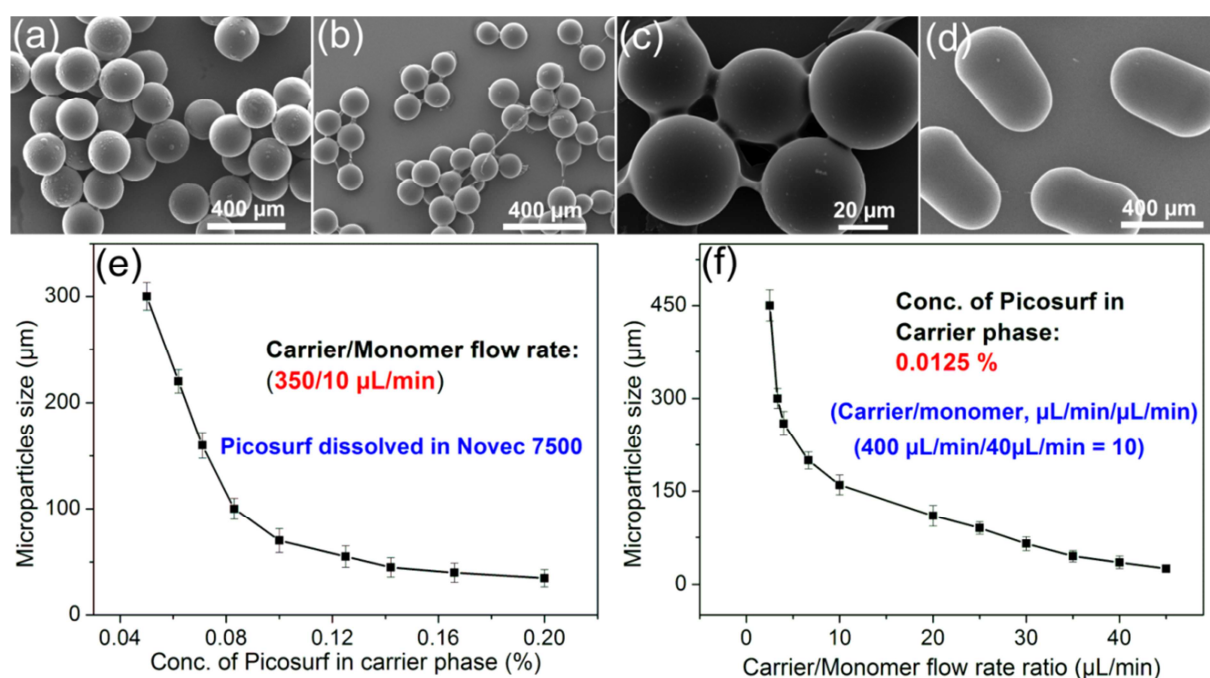 (a)
400 µm
(b)
400 µm
(c)
20 µm
(d)
400 µm
(e)
Microparticles size (µm)
300
200
100
0
Carrier/Monomer flow rate:
(350/10 µL/min)
Picosurf dissolved in Novec 7500
0.04
0.08
0.12
0.16
0.20
Conc. of Picosurf in carrier phase (%)
(f)
Microparticles size (µm)
450
300
150
0
Conc. of Picosurf in
Carrier phase:
0.0125 %
(Carrier/monomer, µL/min/µL/min)
(400 µL/min/40µL/min = 10)
0
10
20
30
40
Carrier/Monomer flow rate ratio (µL/min)